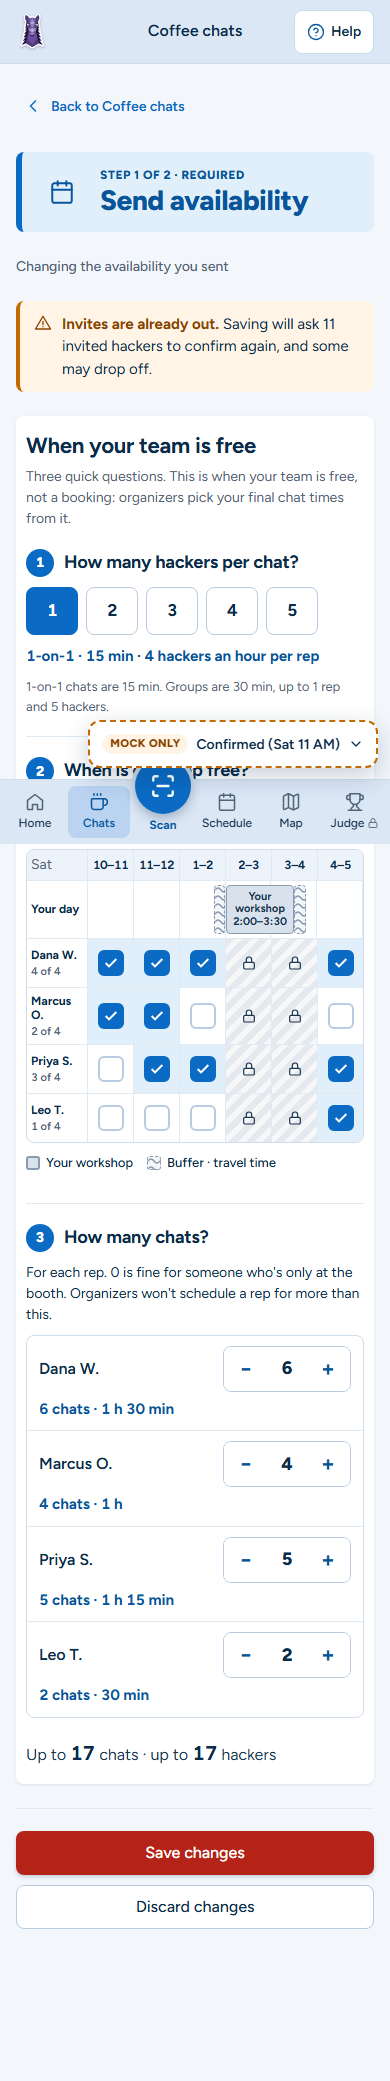 Coffee chats
Help
Back to Coffee chats
STEP 1 OF 2 · REQUIRED
Send availability
Changing the availability you sent
Invites are already out. Saving will ask 11
invited hackers to confirm again, and some
may drop off.
When your team is free
Three quick questions. This is when your team is free,
not a booking: organizers pick your final chat times
from it.
1 How many hackers per chat?
1 2 3 4 5
1-on-1 · 15 min · 4 hackers an hour per rep
1-on-1 chats are 15 min. Groups are 30 min, up to 1 rep
and 5 hackers.
MOCK ONLY Confirmed (Sat 11 AM)
2 When is free?
Home Chats Scan Schedule Map Judge
Sat 10–11 11–12 1–2 2–3 3–4 4–5
Your day
Your
workshop
2:00–3:30
Dana W.
4 of 4
Marcus
O.
2 of 4
Priya S.
3 of 4
Leo T.
1 of 4
Your workshop Buffer · travel time
3 How many chats?
For each rep. 0 is fine for someone who's only at the
booth. Organizers won't schedule a rep for more than
this.
Dana W. − 6 +
6 chats · 1 h 30 min
Marcus O. − 4 +
4 chats · 1 h
Priya S. − 5 +
5 chats · 1 h 15 min
Leo T. − 2 +
2 chats · 30 min
Up to 17 chats · up to 17 hackers
Save changes
Discard changes